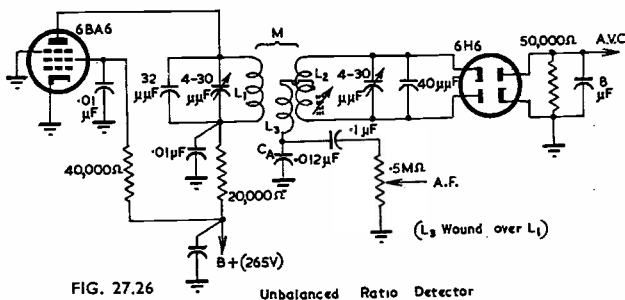 M
6BA6
6H6
50,000Ω
A.V.C.
32
μμF
4-30
μμF
L₁
L₂
4-30
μμF
40μμF
8
μF
.01
μF
L₃
.1μF
.01μF
C_A
.012μF
40,000Ω
20,000Ω
.5MΩ
A.F.
(L₃ Wound over L₁)
B+(265V)
FIG. 27.26
Unbalanced Ratio Detector